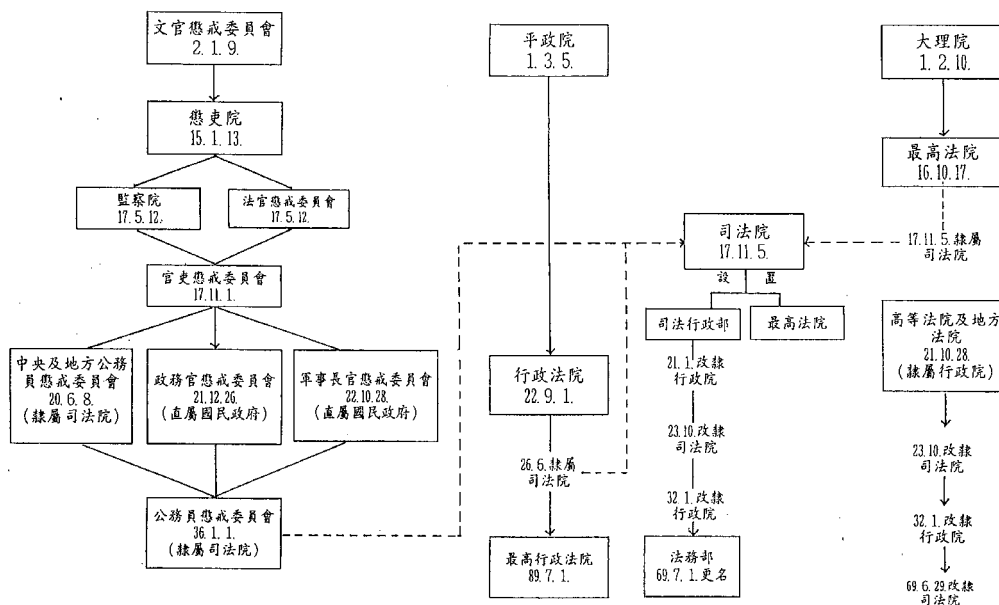 文官懲戒委員會
2.1.9.
懲吏院
15.1.13.
監察院
17.5.12.
法官懲戒委員會
17.5.12.
官吏懲戒委員會
17.11.1.
中央及地方公務
員懲戒委員會
20.6.8.
(隸屬司法院)
政務官懲戒委員會
21.12.26.
(直屬國民政府)
軍事長官懲戒委員會
22.10.28.
(直屬國民政府)
公務員懲戒委員會
36.1.1.
(隸屬司法院)
平政院
1.3.5.
行政法院
22.9.1.
26.6.隸屬
司法院
最高行政法院
89.7.1.
司法院
17.11.5.
設置
司法行政部
最高法院
21.1.改隸
行政院
23.10.改隸
司法院
32.1.改隸
行政院
法務部
69.7.1.更名
大理院
1.2.10.
最高法院
16.10.17.
17.11.5.隸屬
司法院
高等法院及地方
法院
21.10.28.
(隸屬行政院)
23.10.改隸
司法院
32.1.改隸
行政院
69.6.29.改隸
司法院